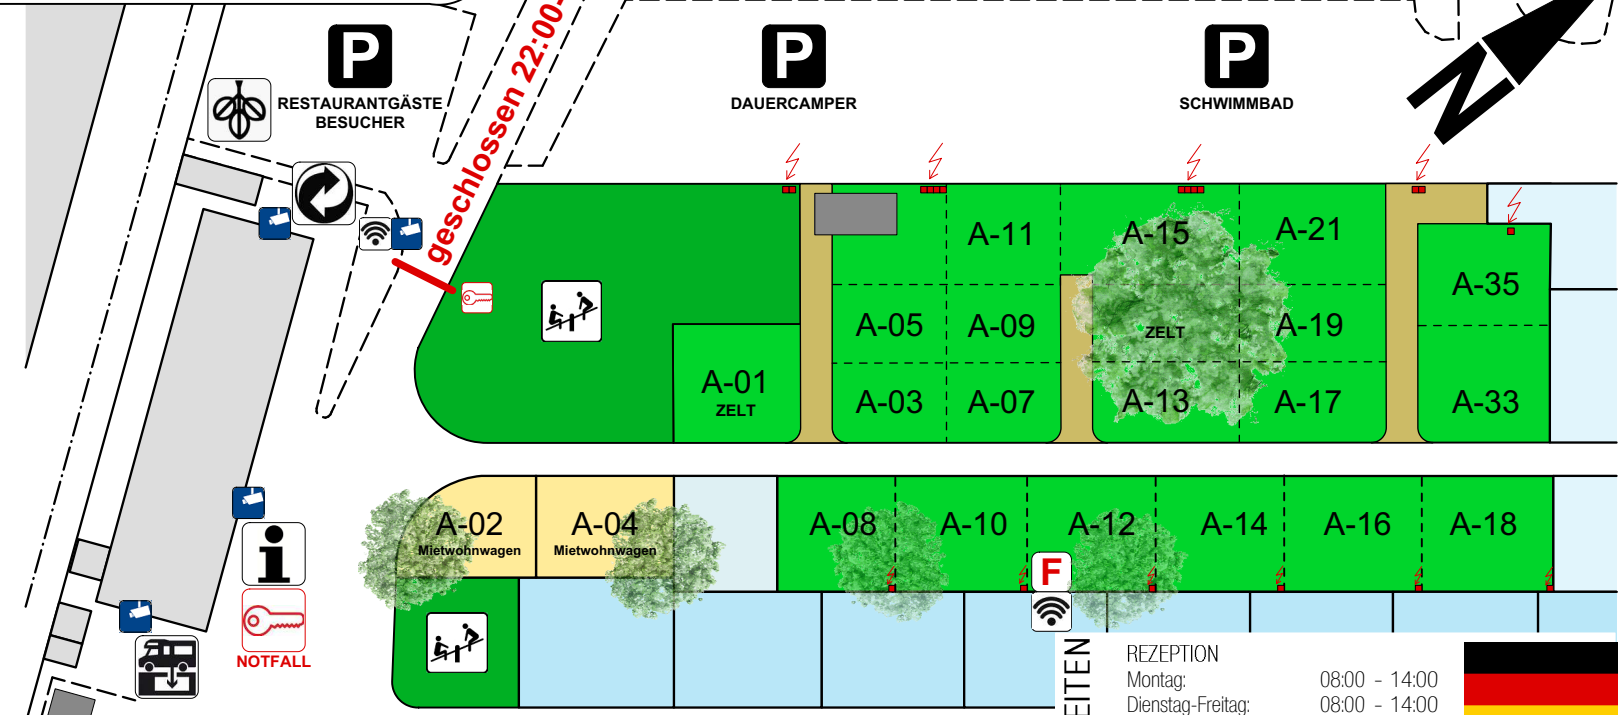 P
RESTAURANTGÄSTE
BESUCHER
geschlossen 22:00-
P
DAUERCAMPER
P
SCHWIMMBAD
N
A-11
A-15
A-21
A-35
A-05
A-09
ZELT
A-19
A-01
ZELT
A-03
A-07
A-13
A-17
A-33
A-02
Mietwohnwagen
A-04
Mietwohnwagen
A-08
A-10
A-12
A-14
A-16
A-18
F
i
NOTFALL
EITEN
REZEPTION
Montag: 08:00 - 14:00
Dienstag-Freitag: 08:00 - 14:00